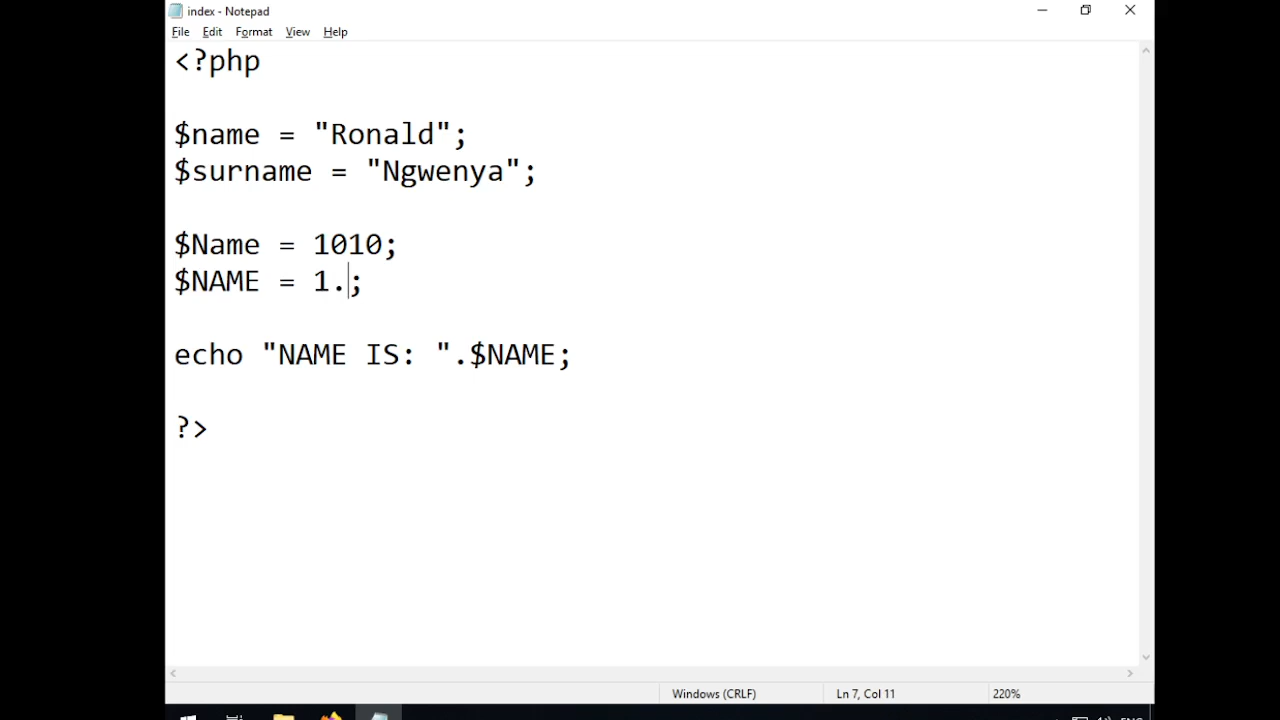 index - Notepad
File Edit Format View Help
<?php
$name = "Ronald";
$surname = "Ngwenya";
$Name = 1010;
$NAME = 1.;
echo "NAME IS: ".$NAME;
?>
Windows (CRLF) Ln 7, Col 11 220%
ENG